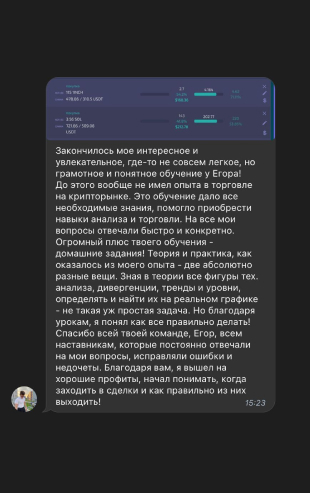 115 1INCH
Закончилось мое интересное и
увлекательное, где-то не совсем легкое, но
грамотное и понятное обучение у Егора!
До этого вообще не имел опыта в торговле
на крипторынке. Это обучение дало все
необходимые знания, помогло приобрести
навыки анализа и торговли. На все мои
вопросы отвечали быстро и конкретно.
Огромный плюс твоего обучения -
домашние задания! Теория и практика, как
оказалось из моего опыта - две абсолютно
разные вещи. Зная в теории все фигуры тех.
анализа, дивергенции, тренды и уровни,
определять и найти их на реальном графике
- не такая уж простая задача. Но благодаря
урокам, я понял как все правильно делать!
Спасибо всей твоей команде, Егор, всем
наставникам, которые постоянно отвечали
на мои вопросы, исправляли ошибки и
недочеты. Благодаря вам, я вышел на
хорошие профиты, начал понимать, когда
заходить в сделки и как правильно из них
выходить!
15:23